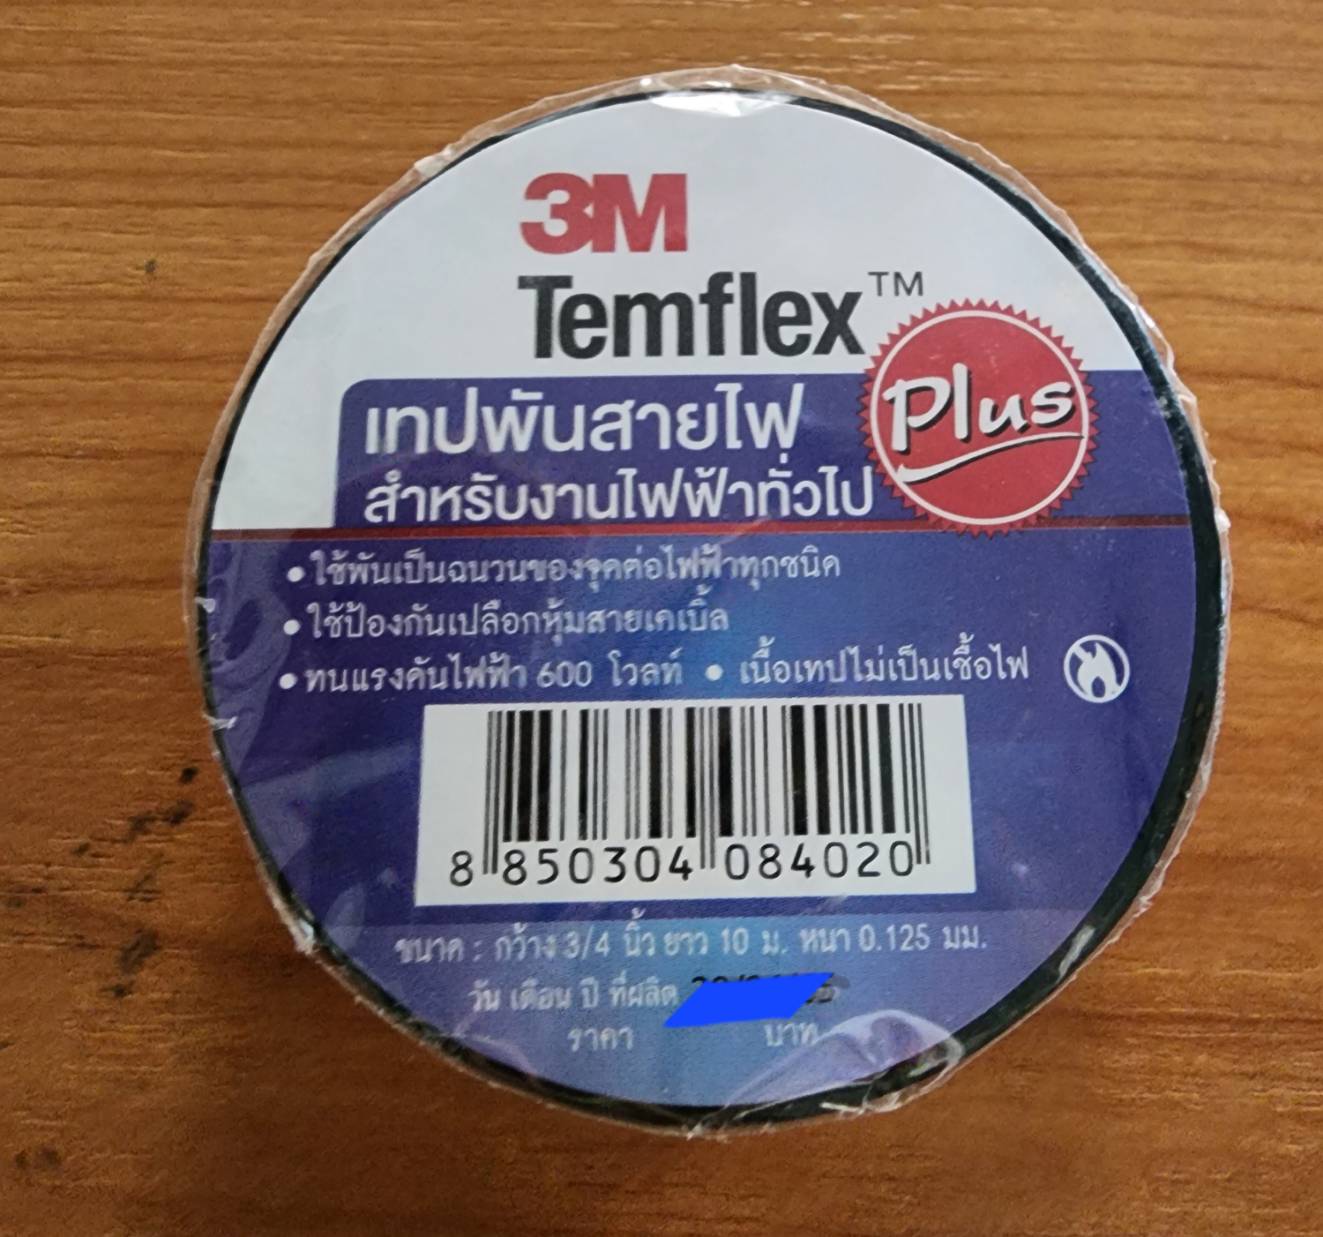 3M
Temflex™
Plus
เทปพันสายไฟ
สำหรับงานไฟฟ้าทั่วไป
• ใช้พันเป็นฉนวนของจุดต่อไฟฟ้าทุกชนิด
• ใช้ป้องกันเปลือกหุ้มสายเคเบิ้ล
• ทนแรงดันไฟฟ้า 600 โวลท์ • เนื้อเทปไม่เป็นเชื้อไฟ
8 850304 084020
ขนาด : กว้าง 3/4 นิ้ว ยาว 10 ม. หนา 0.125 มม.
วัน เดือน ปี ที่ผลิต
ราคา บาท